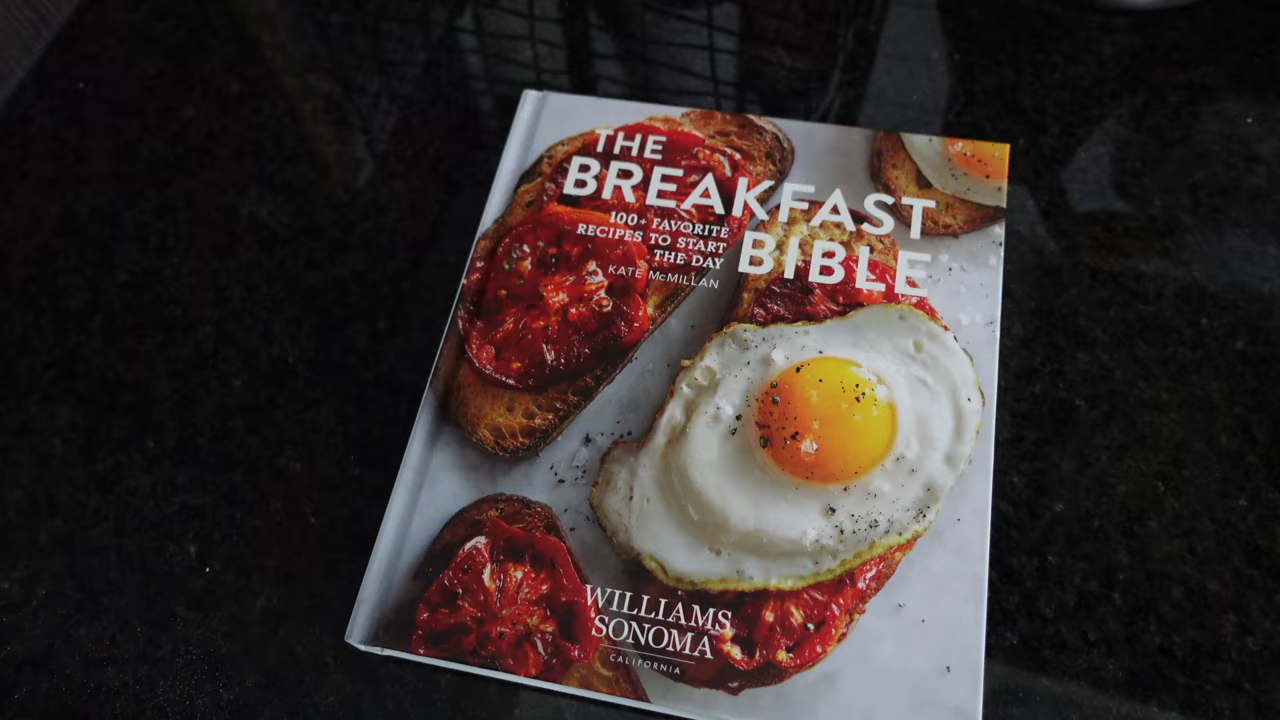 THE
BREAKFAST
BIBLE
100+ FAVORITE
RECIPES TO START
THE DAY
KATE McMILLAN
WILLIAMS
SONOMA
CALIFORNIA